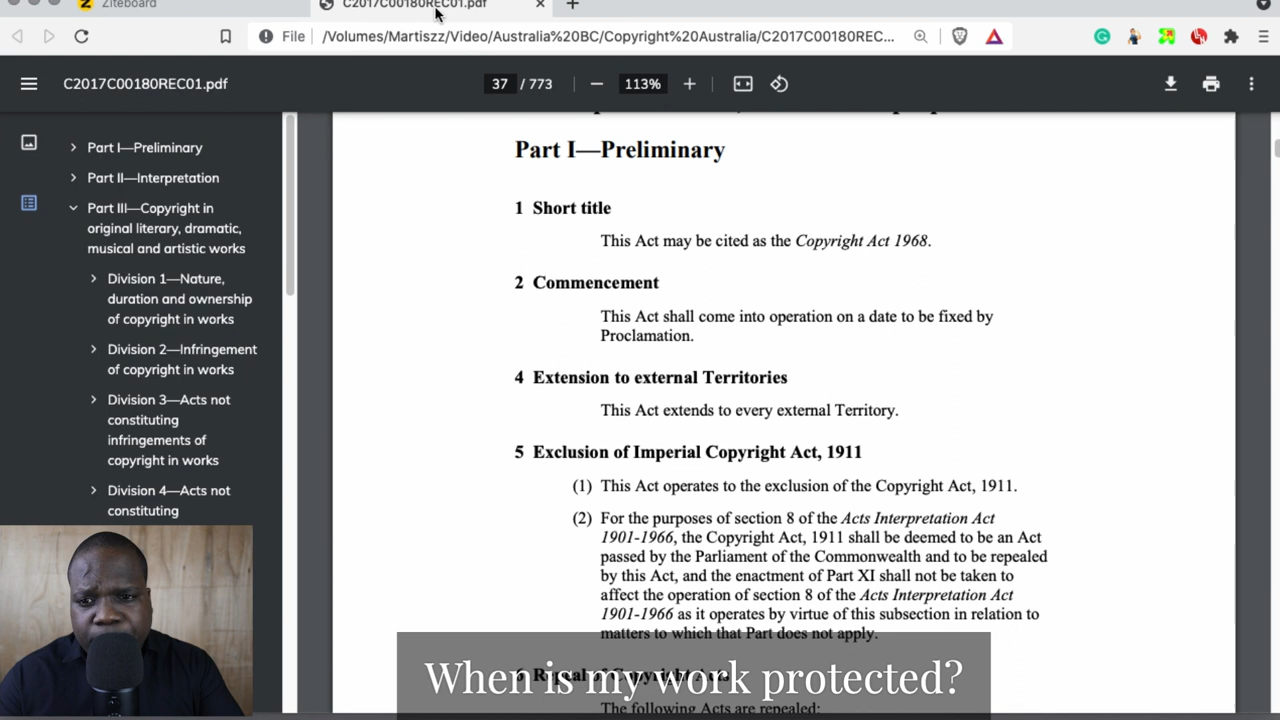 Ziteboard
C2017C00180REC01.pdf
File
/Volumes/Martiszz/Video/Australia%20BC/Copyright%20Australia/C2017C00180REC...
C2017C00180REC01.pdf
37 / 773
113%
Part I—Preliminary
Part II—Interpretation
Part III—Copyright in
original literary, dramatic,
musical and artistic works
Division 1—Nature,
duration and ownership
of copyright in works
Division 2—Infringement
of copyright in works
Division 3—Acts not
constituting
infringements of
copyright in works
Division 4—Acts not
constituting
Part I—Preliminary
1 Short title
This Act may be cited as the Copyright Act 1968.
2 Commencement
This Act shall come into operation on a date to be fixed by
Proclamation.
4 Extension to external Territories
This Act extends to every external Territory.
5 Exclusion of Imperial Copyright Act, 1911
(1) This Act operates to the exclusion of the Copyright Act, 1911.
(2) For the purposes of section 8 of the Acts Interpretation Act
1901-1966, the Copyright Act, 1911 shall be deemed to be an Act
passed by the Parliament of the Commonwealth and to be repealed
by this Act, and the enactment of Part XI shall not be taken to
affect the operation of section 8 of the Acts Interpretation Act
1901-1966 as it operates by virtue of this subsection in relation to
matters to which that Part does not apply.
When is my work protected?
The following Acts are repealed: